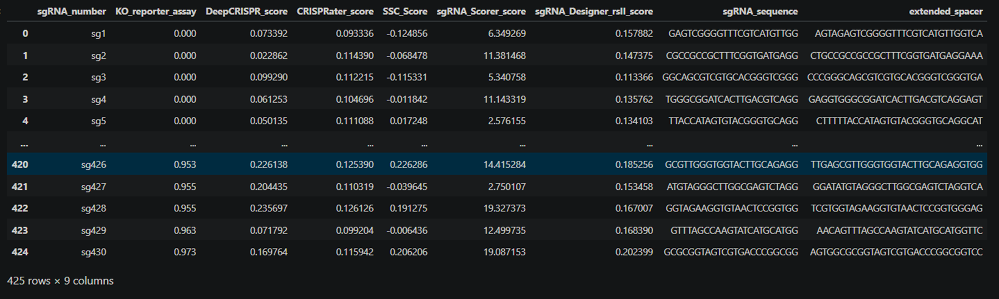 sgRNA_number KO_reporter_assay DeepCRISPR_score CRISPRater_score SSC_Score sgRNA_Scorer_score sgRNA_Designer_rsII_score sgRNA_sequence extended_spacer
0 sg1 0.000 0.073392 0.093336 -0.124856 6.349269 0.157882 GAGTCGGGGTTTCGTCATGTTGG AGTAGAGTCGGGGTTTCGTCATGTTGGTCA
1 sg2 0.000 0.022862 0.114390 -0.068478 11.381468 0.147375 CGCCGCCGCTTTCGGTGATGAGG CTGCCGCCGCCGCTTTCGGTGATGAGGAAA
2 sg3 0.000 0.099290 0.112215 -0.115331 5.340758 0.113366 GGCAGCGTCGTGCACGGGTCGGG CCCGGGCAGCGTCGTGCACGGGTCGGGTGA
3 sg4 0.000 0.061253 0.104696 -0.011842 11.143319 0.135762 TGGGCGGATCACTTGACGTCAGG GAGGTGGGCGGATCACTTGACGTCAGGAGT
4 sg5 0.000 0.050135 0.111088 0.017248 2.576155 0.134103 TTACCATAGTGTACGGGTGCAGG CTTTTTACCATAGTGTACGGGTGCAGGCAT
... ... ... ... ... ... ... ... ... ...
420 sg426 0.953 0.226138 0.125390 0.226286 14.415284 0.185256 GCGTTGGGTGGTACTTGCAGAGG TTGAGCGTTGGGTGGTACTTGCAGAGGTGG
421 sg427 0.955 0.204435 0.110319 -0.039645 2.750107 0.153458 ATGTAGGGCTTGGCGAGTCTAGG GGATATGTAGGGCTTGGCGAGTCTAGGTCA
422 sg428 0.955 0.235697 0.126126 0.191275 19.327373 0.167007 GGTAGAAGGTGTAACTCCGGTGG TCGTGGTAGAAGGTGTAACTCCGGTGGGAG
423 sg429 0.963 0.071792 0.099204 -0.006436 12.499735 0.168390 GTTTAGCCAAGTATCATGCATGG AACAGTTTAGCCAAGTATCATGCATGGTTC
424 sg430 0.973 0.169764 0.115942 0.206206 19.087153 0.202399 GCGCGGTAGTCGTGACCCGGCGG AGTGGCGCGGTAGTCGTGACCCGGCGGTCC
425 rows × 9 columns